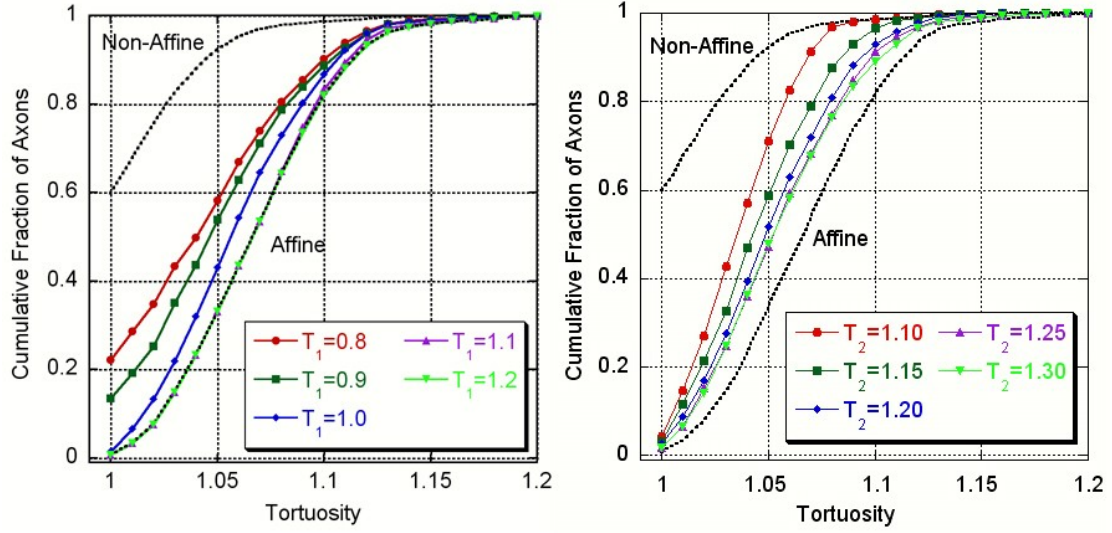 Cumulative Fraction of Axons
1
0.8
0.6
0.4
0.2
0
Non-Affine
Affine
T1=0.8
T1=0.9
T1=1.0
T1=1.1
T1=1.2
1 1.05 1.1 1.15 1.2
Tortuosity
Cumulative Fraction of Axons
1
0.8
0.6
0.4
0.2
0
Non-Affine
Affine
T2=1.10
T2=1.15
T2=1.20
T2=1.25
T2=1.30
1 1.05 1.1 1.15 1.2
Tortuosity